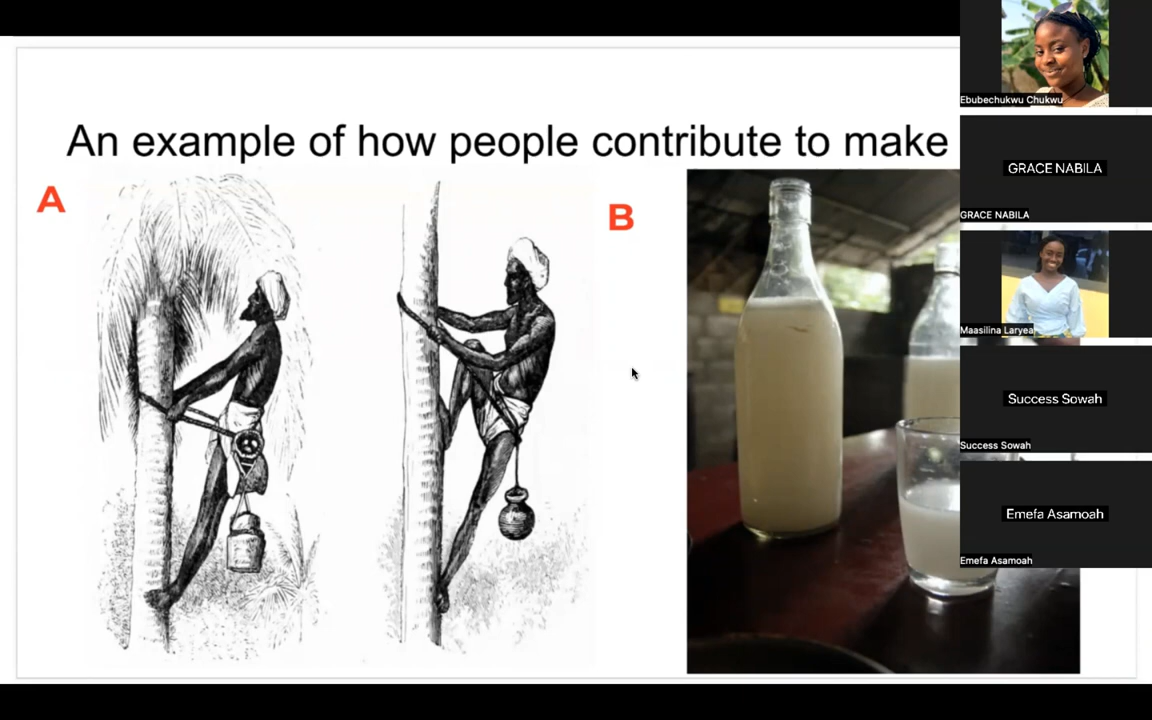 An example of how people contribute to make
A
B
Ebubechukwu Chukwu
GRACE NABILA
GRACE NABILA
Maasilina Laryea
Success Sowah
Success Sowah
Emefa Asamoah
Emefa Asamoah